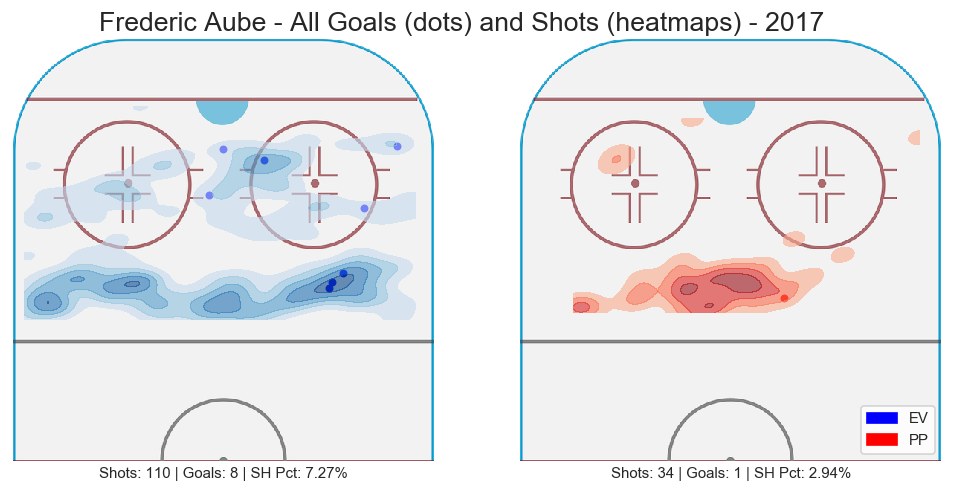 Frederic Aube - All Goals (dots) and Shots (heatmaps) - 2017
EV
PP
Shots: 110 | Goals: 8 | SH Pct: 7.27%
Shots: 34 | Goals: 1 | SH Pct: 2.94%